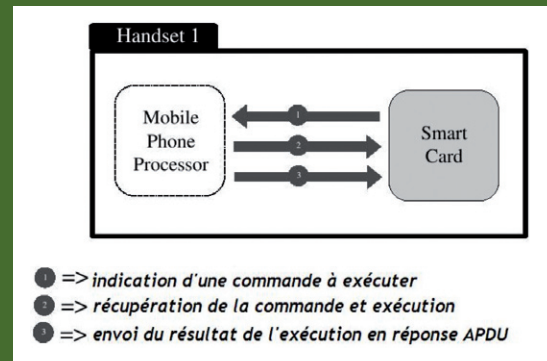 Handset 1
Mobile
Phone
Processor
Smart
Card
1
2
3
1 => indication d'une commande à exécuter
2 => récupération de la commande et exécution
3 => envoi du résultat de l'exécution en réponse APDU